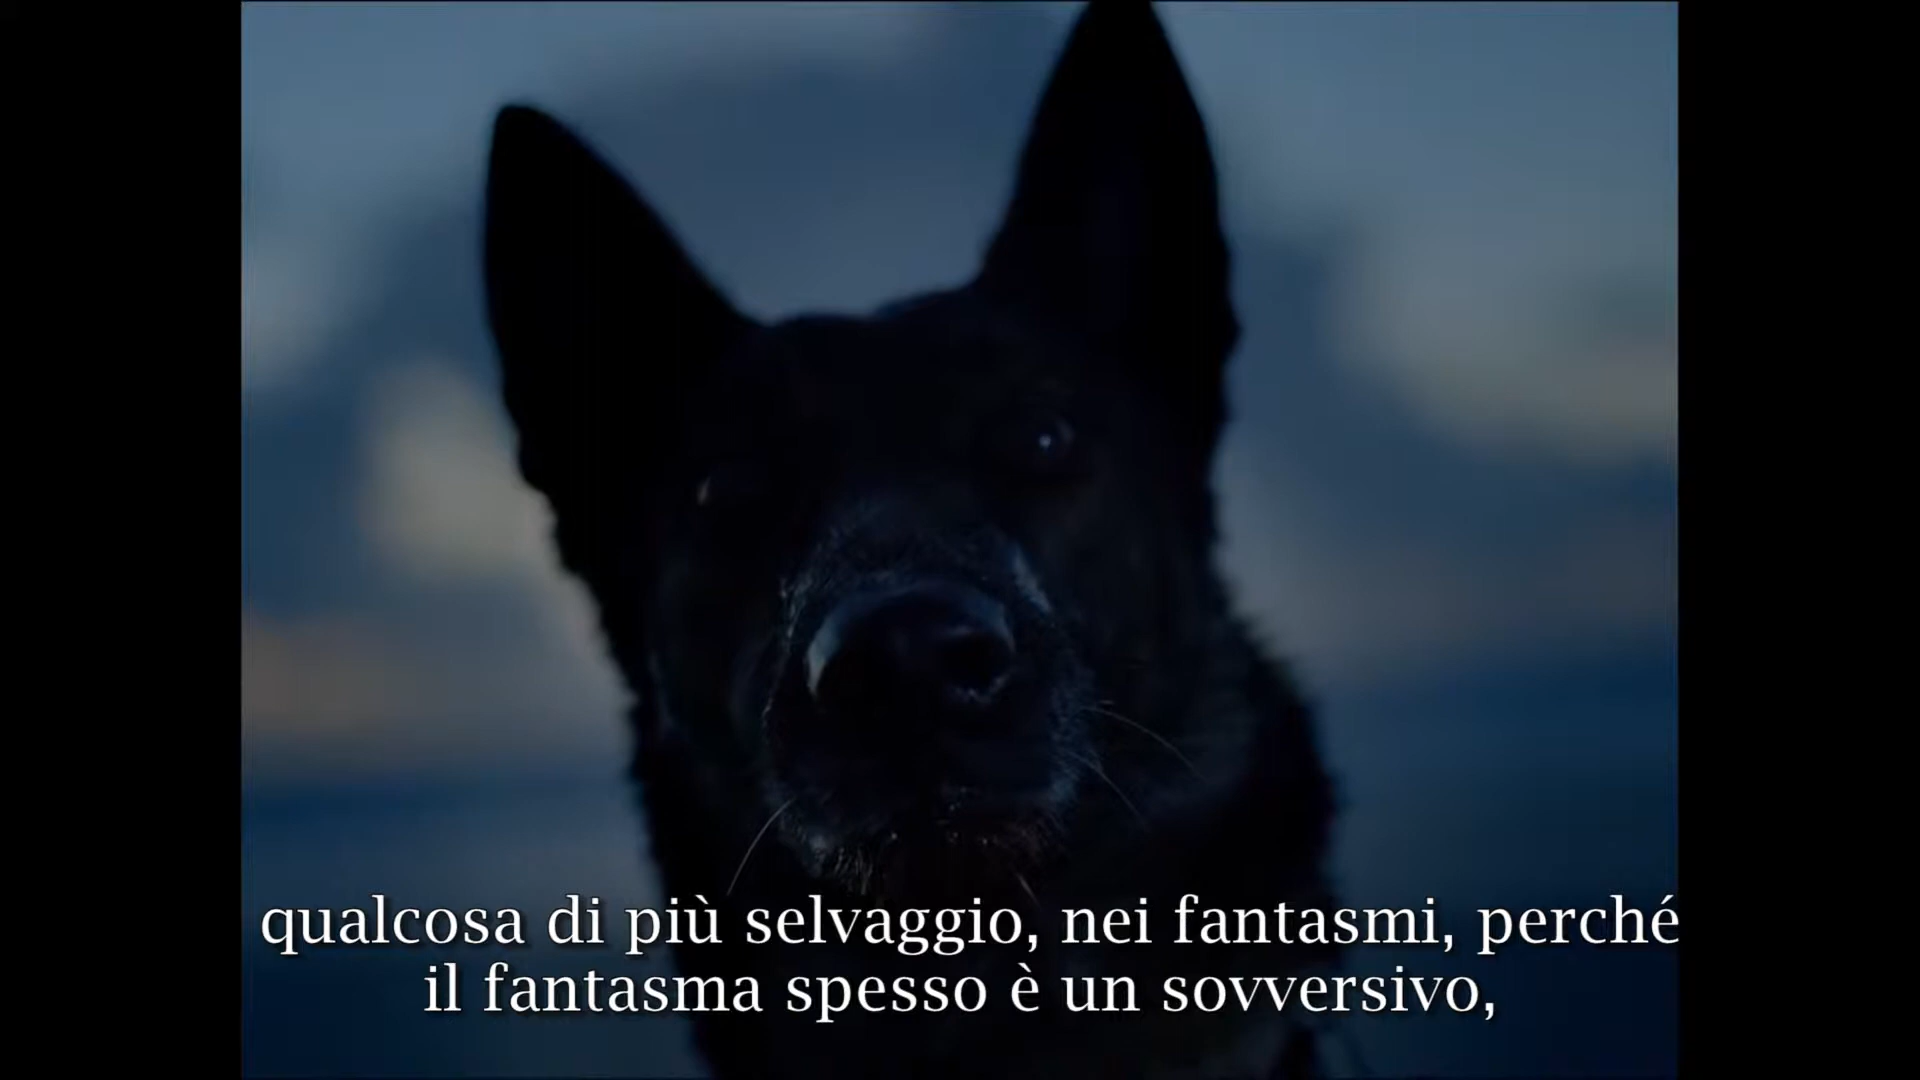 qualcosa di più selvaggio, nei fantasmi, perché
il fantasma spesso è un sovversivo,